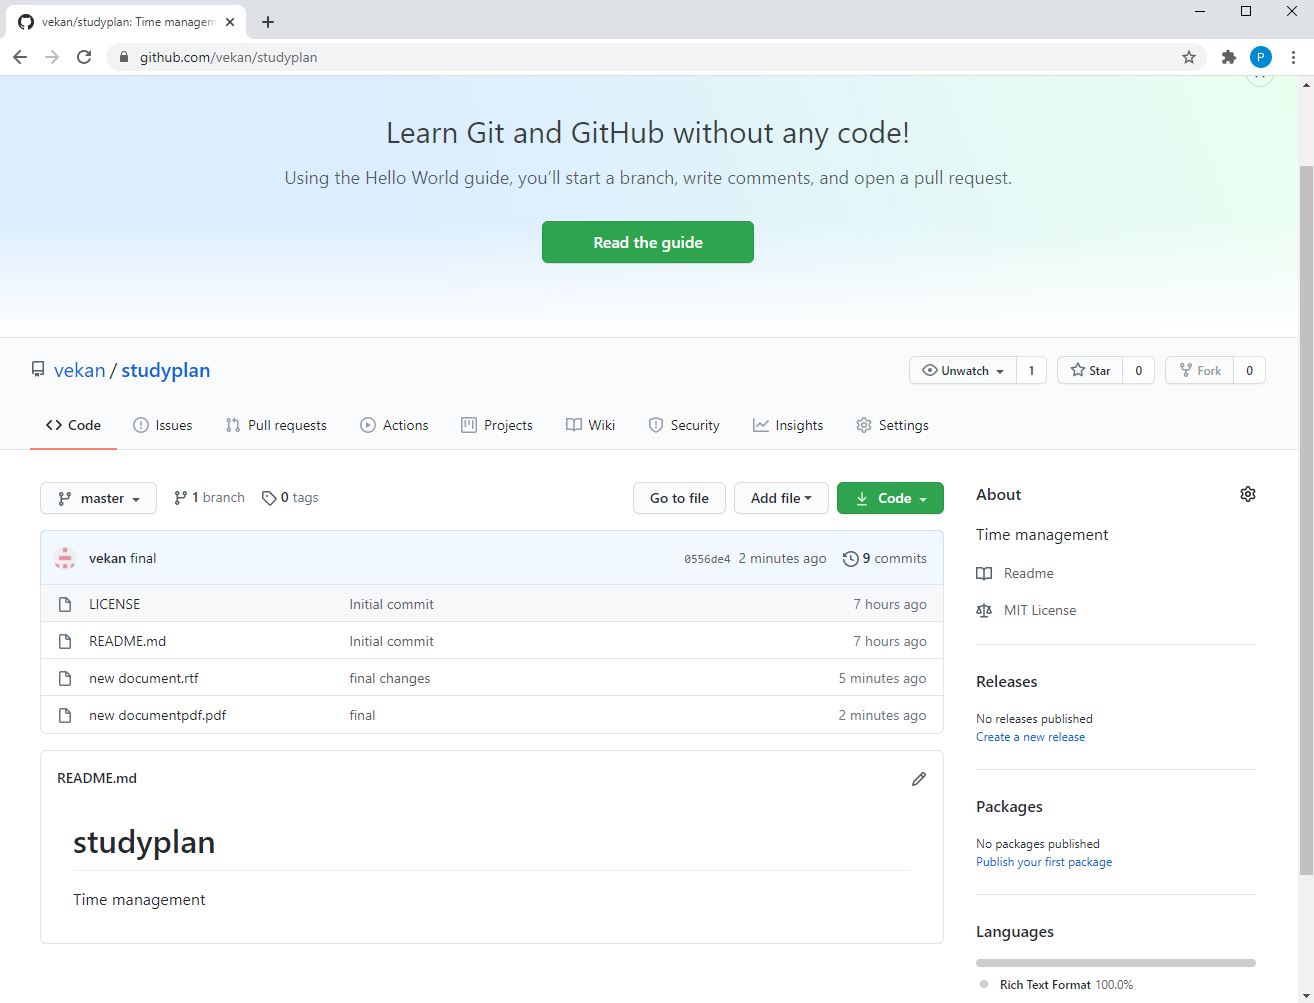 vekan/studyplan: Time managem
github.com/vekan/studyplan
P
Learn Git and GitHub without any code!
Using the Hello World guide, you’ll start a branch, write comments, and open a pull request.
Read the guide
vekan / studyplan
Unwatch 1 Star 0 Fork 0
Code Issues Pull requests Actions Projects Wiki Security Insights Settings
master 1 branch 0 tags Go to file Add file Code
vekan final 0556de4 2 minutes ago 9 commits
LICENSE Initial commit 7 hours ago
README.md Initial commit 7 hours ago
new document.rtf final changes 5 minutes ago
new documentpdf.pdf final 2 minutes ago
README.md
studyplan
Time management
About
Time management
Readme
MIT License
Releases
No releases published
Create a new release
Packages
No packages published
Publish your first package
Languages
Rich Text Format 100.0%